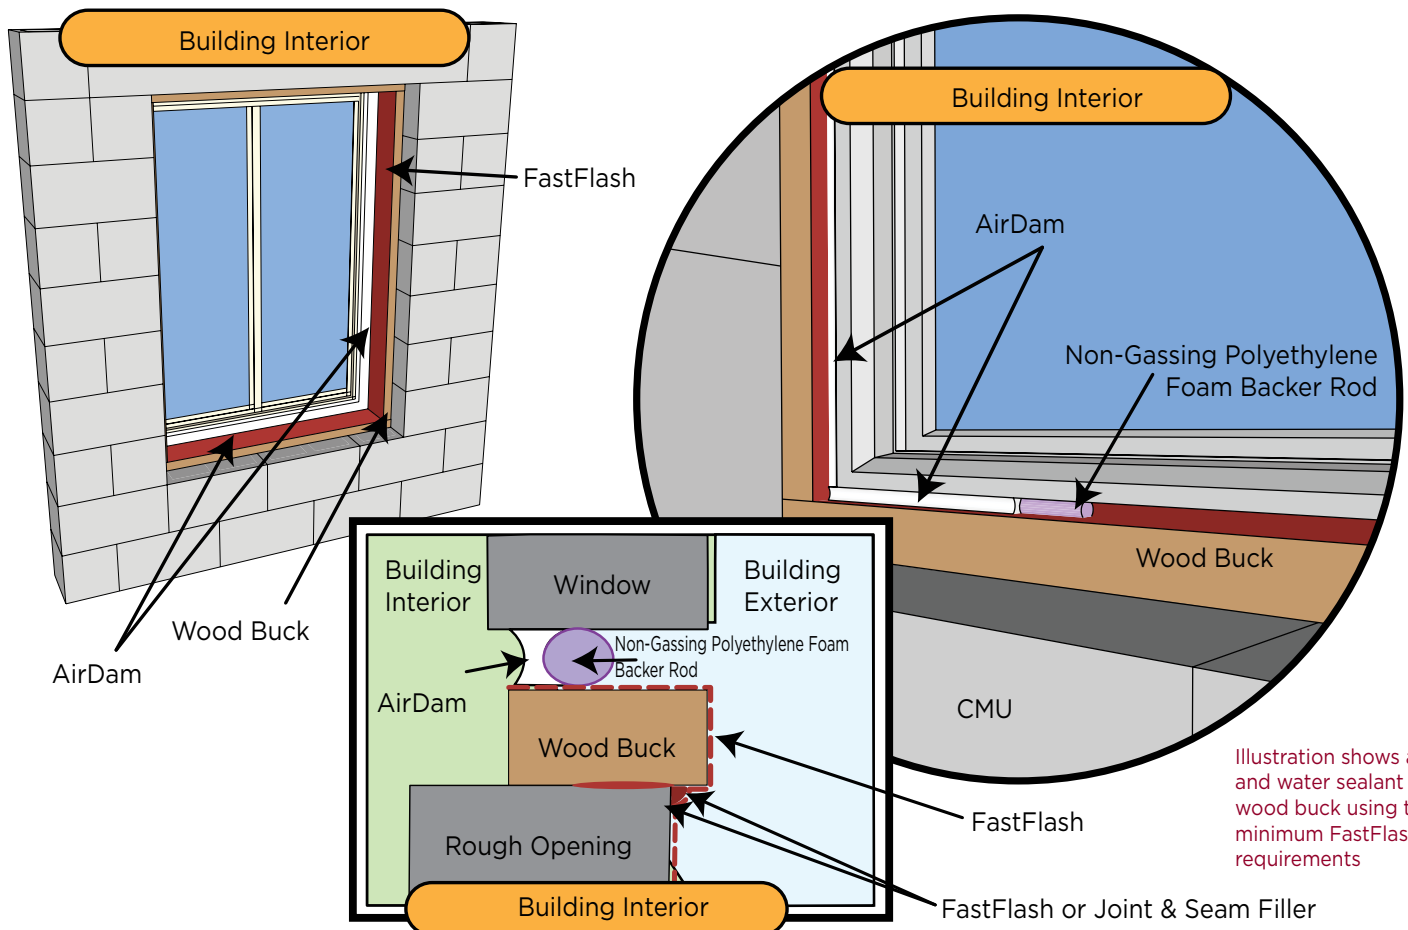 Building Interior
FastFlash
AirDam
Wood Buck
Building Interior
AirDam
Non-Gassing Polyethylene
Foam Backer Rod
Wood Buck
CMU
Building
Interior
Window
Building
Exterior
Non-Gassing Polyethylene Foam
Backer Rod
AirDam
Wood Buck
Rough Opening
Building Interior
FastFlash
FastFlash or Joint & Seam Filler
Illustration shows
and water sealant
wood buck using
minimum
requirements